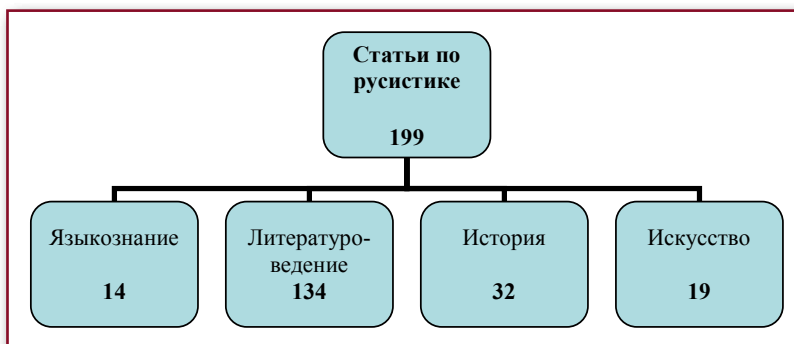 Статьи по
русистике
199
Языкознание
14
Литературо-
ведение
134
История
32
Искусство
19